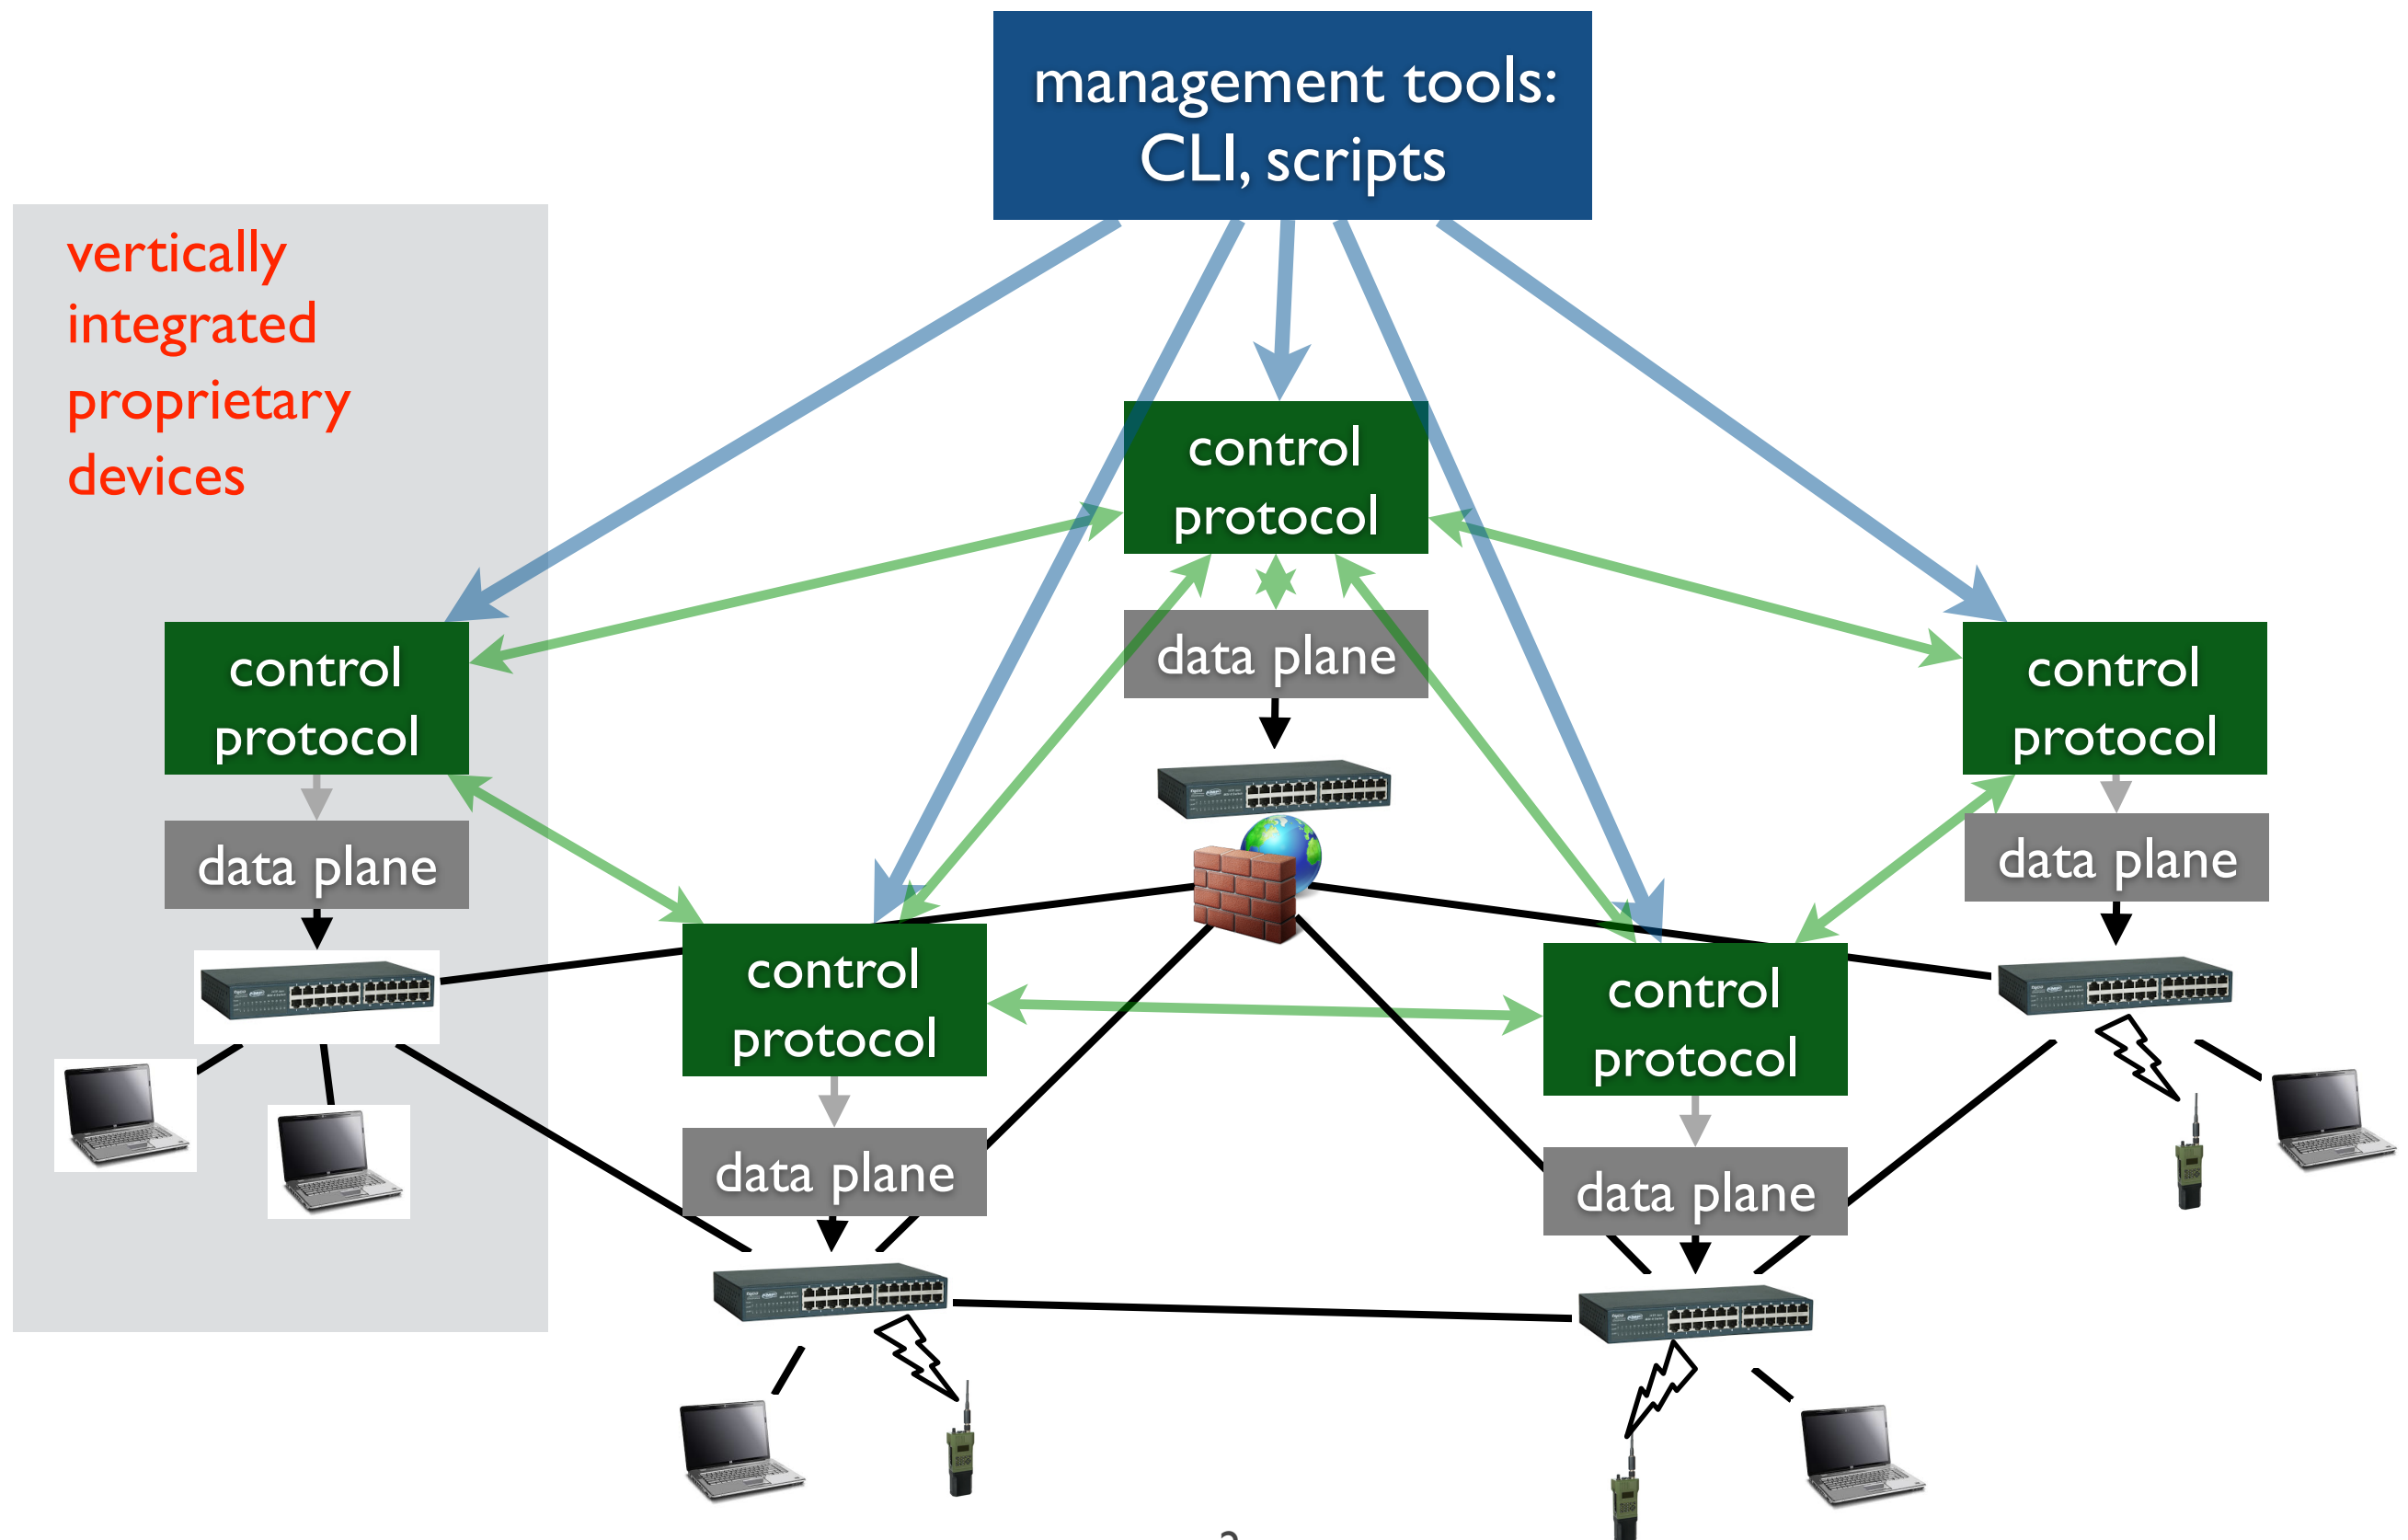 management tools:
CLI, scripts
vertically
integrated
proprietary
devices
control
protocol
data plane
control
protocol
data plane
control
protocol
data plane
control
protocol
data plane
control
protocol
data plane